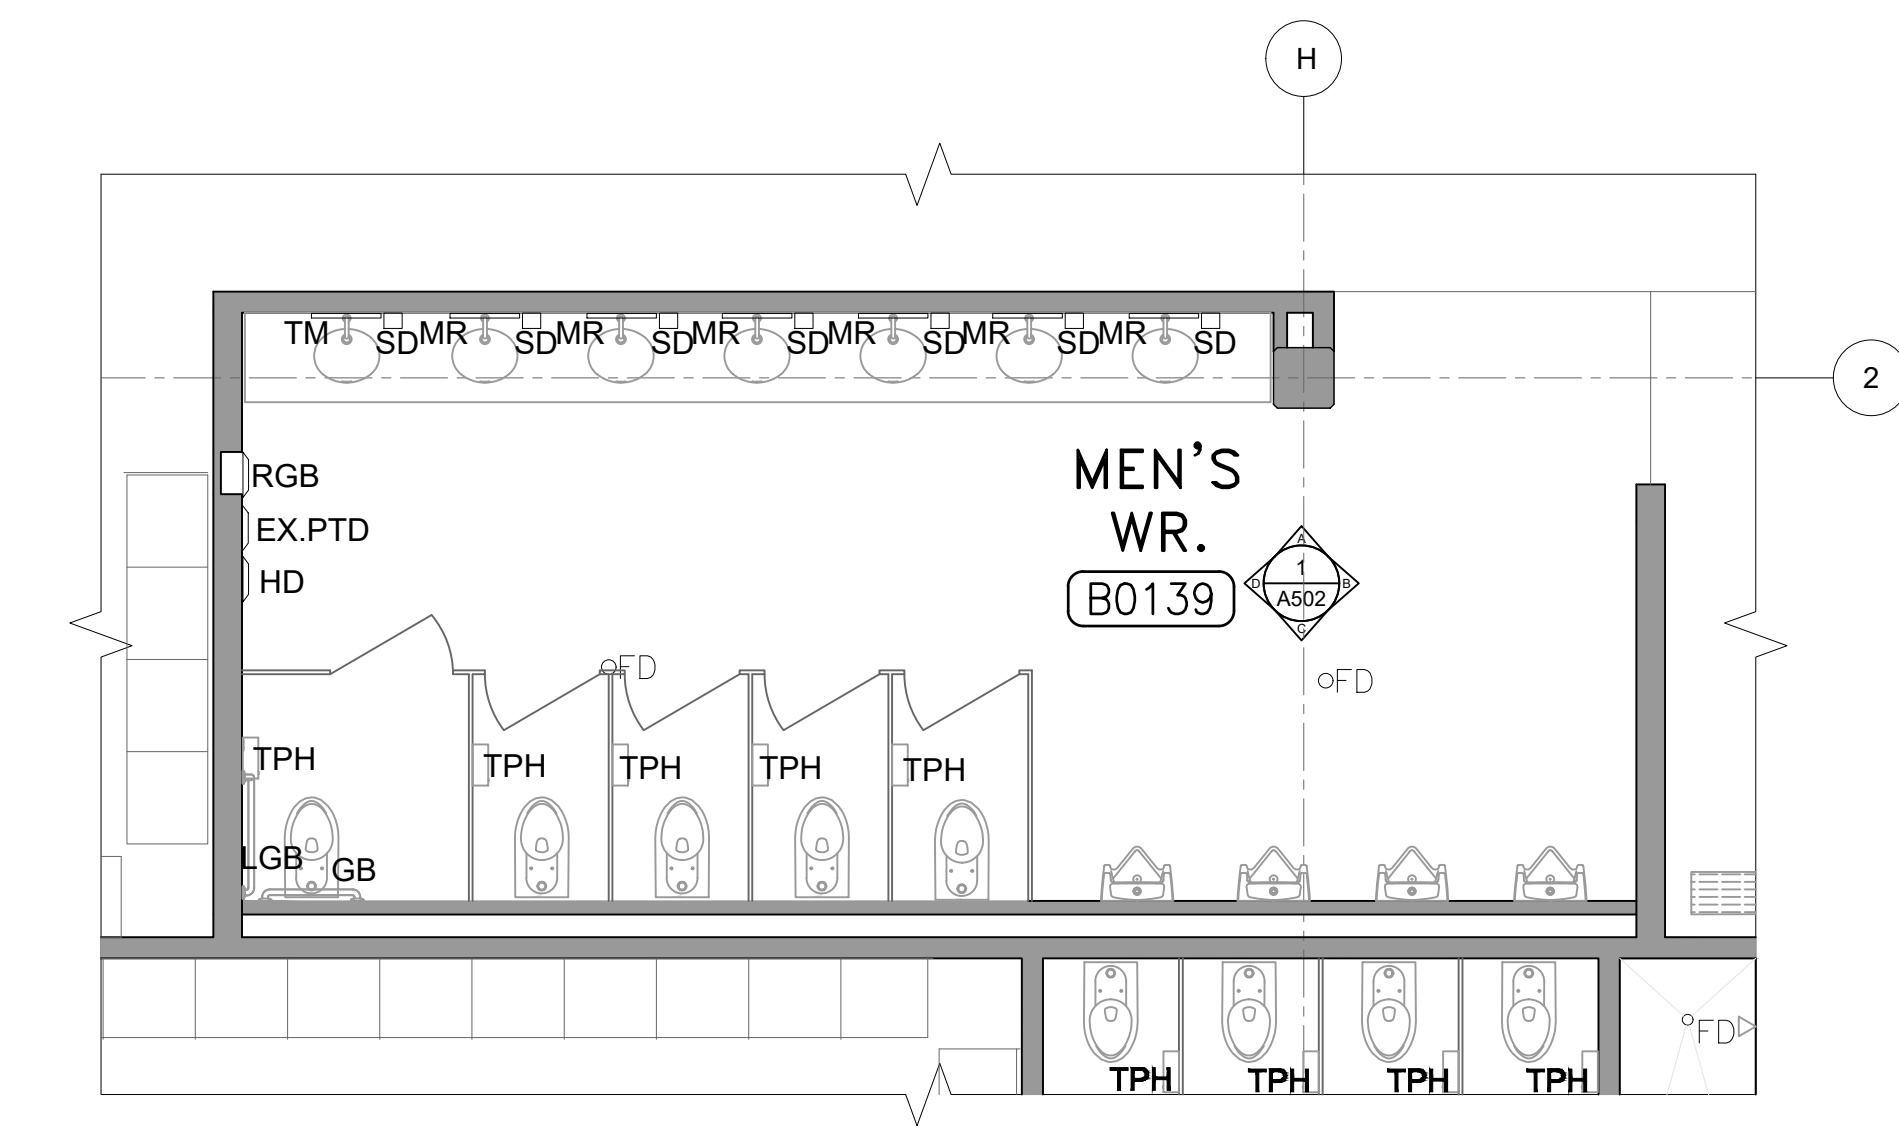 H
TM SD MR SD MR SD MR SD MR SD MR SD MR SD
2
MEN'S
WR.
B0139
A
D 1 B
A502
C
RGB
EX.PTD
HD
FD
FD
TPH TPH TPH TPH TPH
LGB GB
FD
TPH TPH TPH TPH